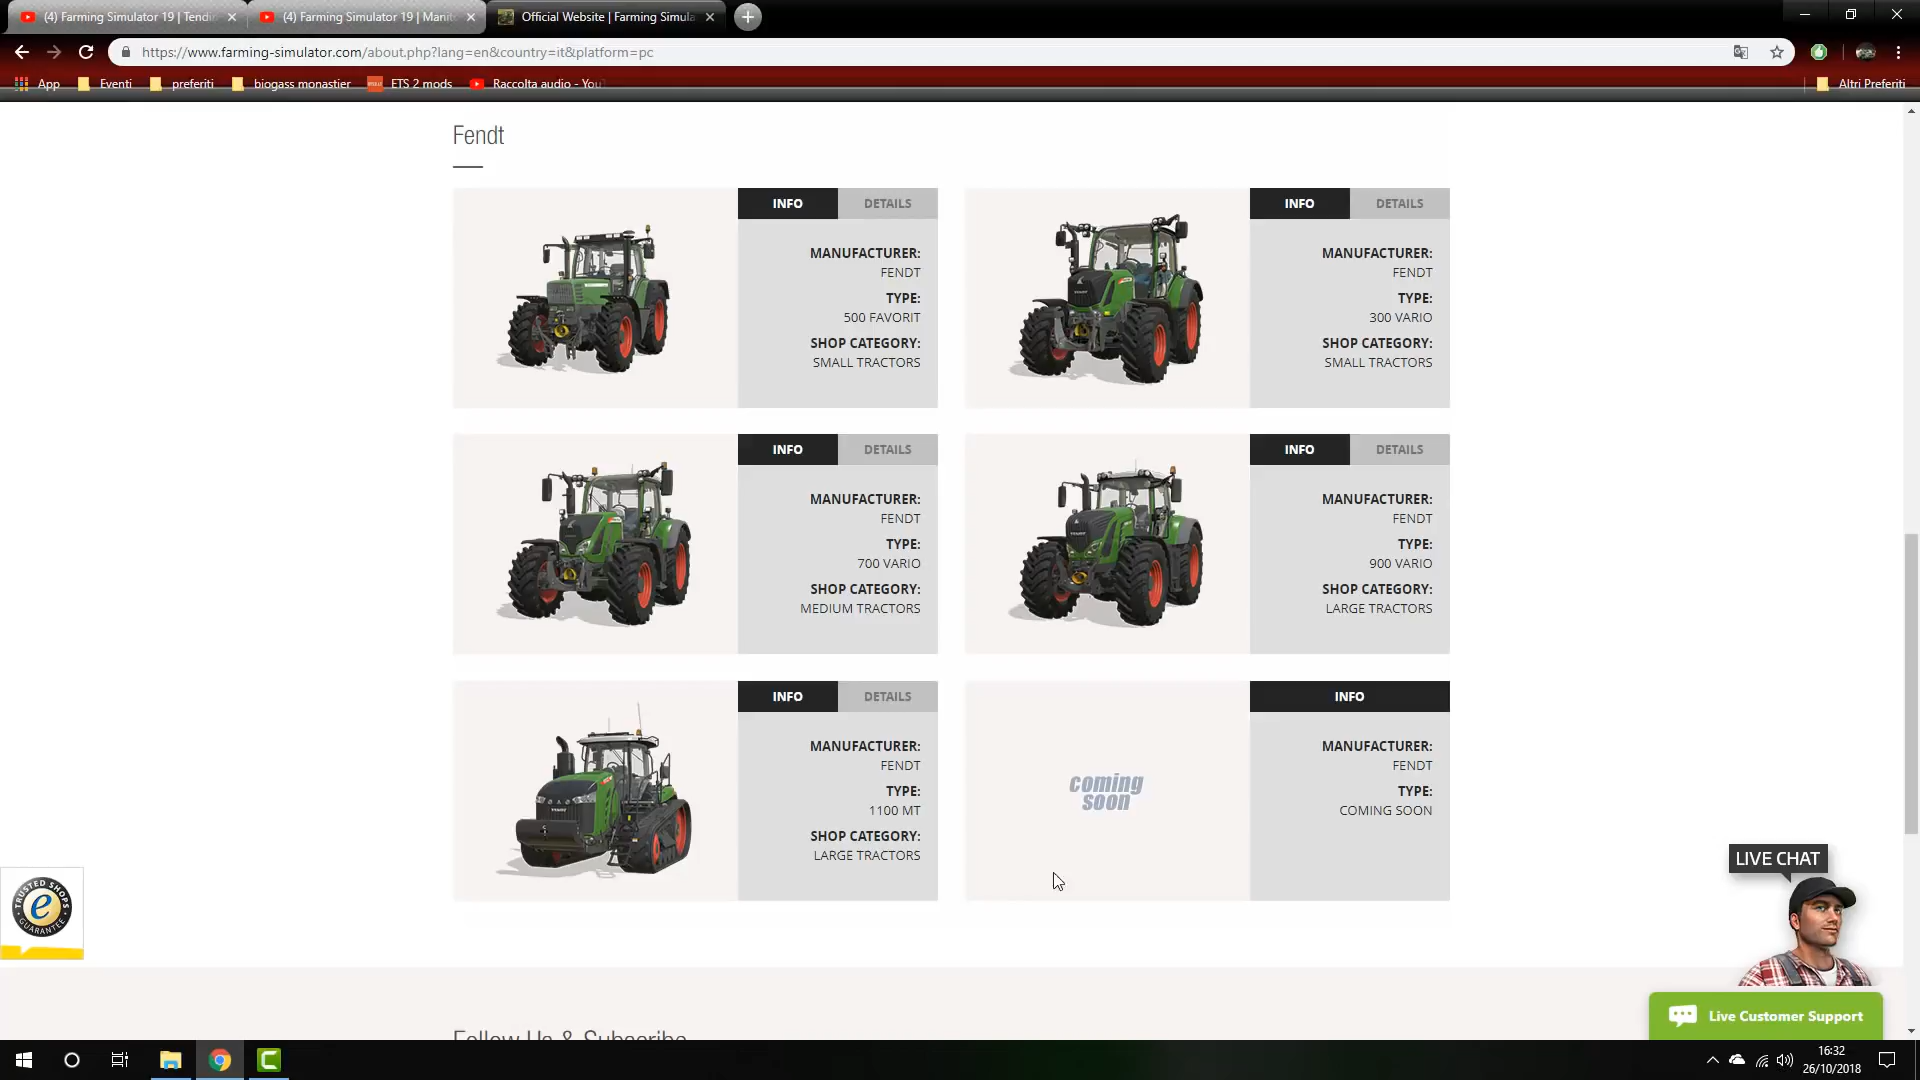 (4) Farming Simulator 19 | Tendin
(4) Farming Simulator 19 | Manits
Official Website | Farming Simula
https://www.farming-simulator.com/about.php?lang=en&country=it&platform=pc
App
Eventi
preferiti
biogass monastier
ETS 2 mods
Raccolta audio - You
Altri Preferiti
Fendt
INFO
DETAILS
MANUFACTURER:
FENDT
TYPE:
500 FAVORIT
SHOP CATEGORY:
SMALL TRACTORS
INFO
DETAILS
MANUFACTURER:
FENDT
TYPE:
300 VARIO
SHOP CATEGORY:
SMALL TRACTORS
INFO
DETAILS
MANUFACTURER:
FENDT
TYPE:
700 VARIO
SHOP CATEGORY:
MEDIUM TRACTORS
INFO
DETAILS
MANUFACTURER:
FENDT
TYPE:
900 VARIO
SHOP CATEGORY:
LARGE TRACTORS
INFO
DETAILS
MANUFACTURER:
FENDT
TYPE:
1100 MT
SHOP CATEGORY:
LARGE TRACTORS
coming
soon
INFO
MANUFACTURER:
FENDT
TYPE:
COMING SOON
TRUSTED SHOPS
e
GUARANTEE
LIVE CHAT
Live Customer Support
Follow Us & Subscribe
16:32
26/10/2018